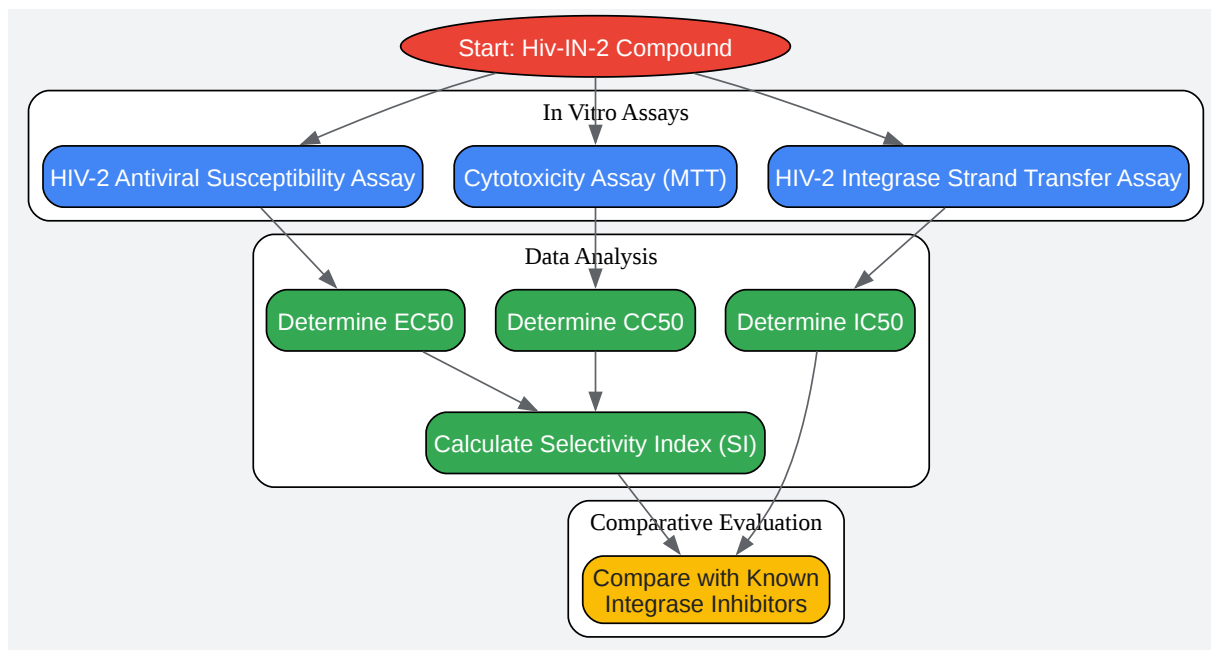 Start: Hiv-IN-2 Compound
In Vitro Assays
HIV-2 Antiviral Susceptibility Assay
Cytotoxicity Assay (MTT)
HIV-2 Integrase Strand Transfer Assay
Data Analysis
Determine EC50
Determine CC50
Determine IC50
Calculate Selectivity Index (SI)
Comparative Evaluation
Compare with Known
Integrase Inhibitors